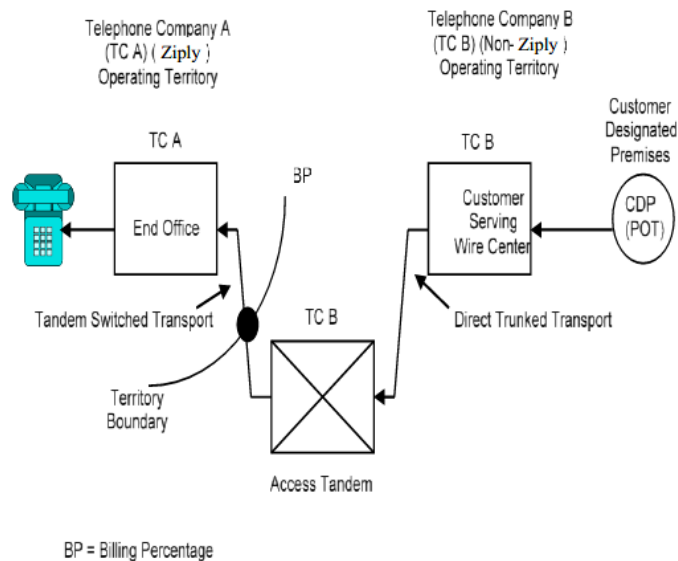 Telephone Company A
(TC A) ( Ziply )
Operating Territory
Telephone Company B
(TC B) (Non- Ziply )
Operating Territory
Customer
Designated
Premises
TC A
BP
TC B
End Office
Customer
Serving
Wire Center
CDP
(POT)
Tandem Switched Transport
TC B
Direct Trunked Transport
Territory
Boundary
Access Tandem
BP = Billing Percentage